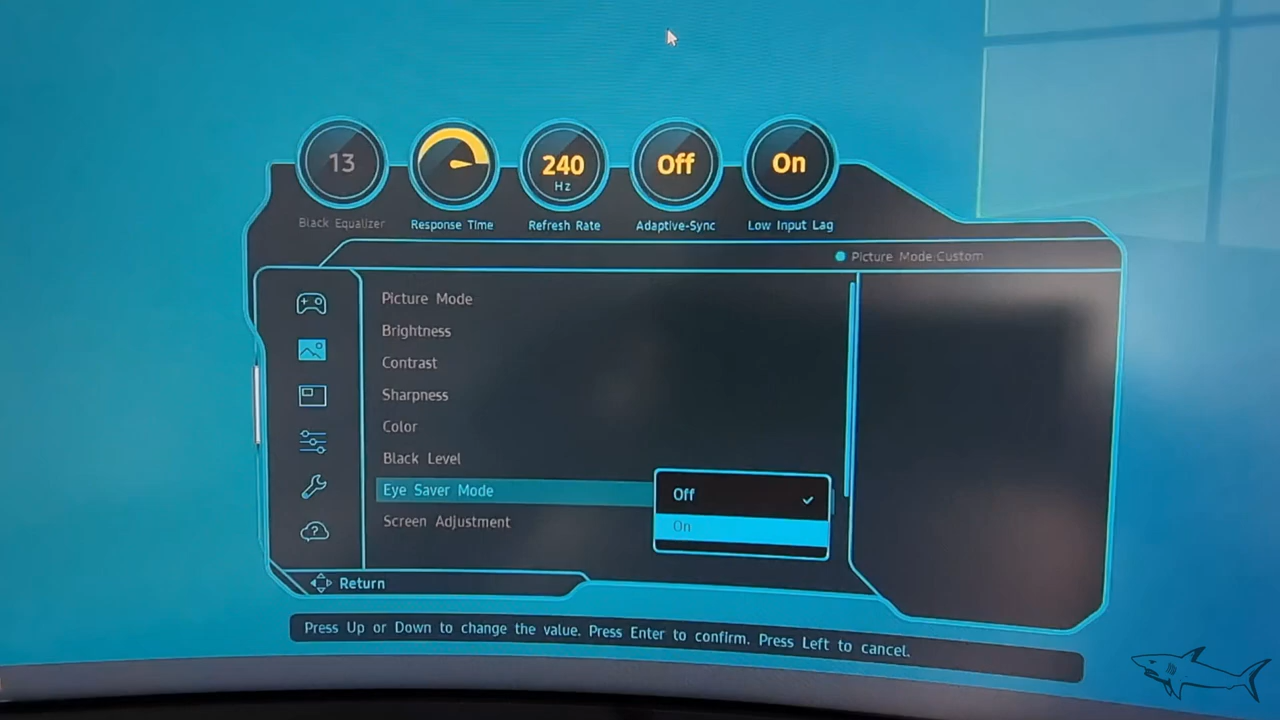 13
240
Hz
Off
On
Black Equalizer
Response Time
Refresh Rate
Adaptive-Sync
Low Input Lag
Picture Mode:Custom
Picture Mode
Brightness
Contrast
Sharpness
Color
Black Level
Eye Saver Mode
Off
On
Screen Adjustment
Return
Press Up or Down to change the value. Press Enter to confirm. Press Left to cancel.